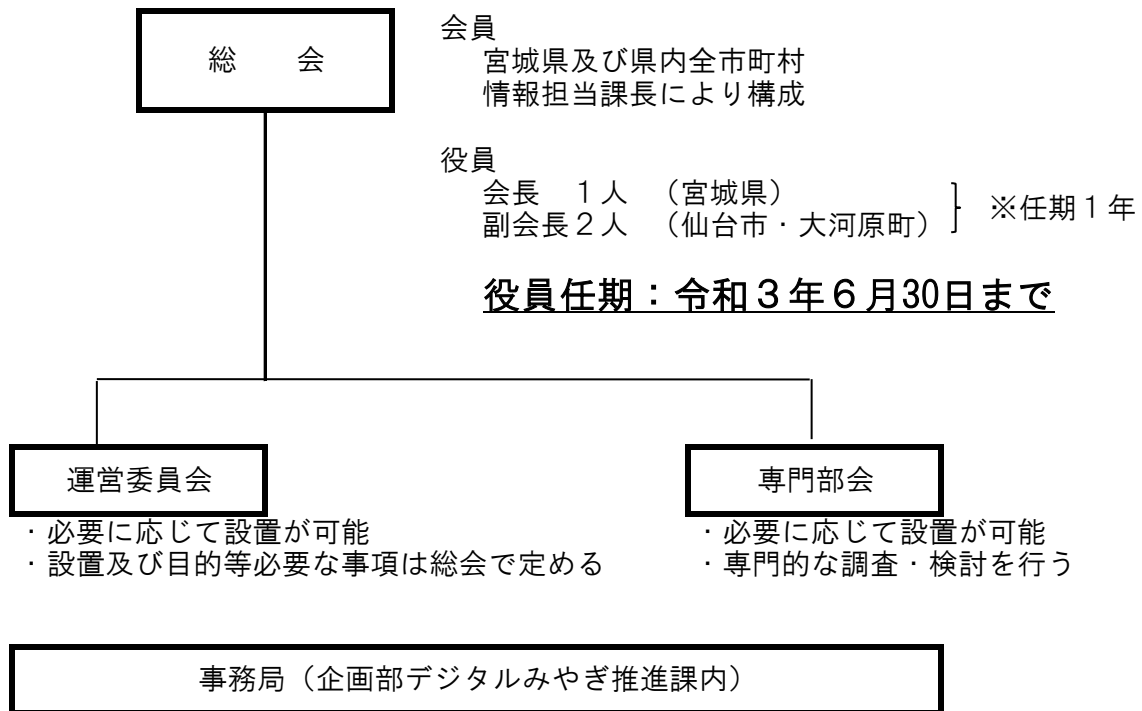 総　　会
会員
宮城県及び県内全市町村
情報担当課長により構成
役員
会長　１人　（宮城県）
副会長２人　（仙台市・大河原町）
※任期１年
役員任期：令和３年６月30日まで
運営委員会
・必要に応じて設置が可能
・設置及び目的等必要な事項は総会で定める
専門部会
・必要に応じて設置が可能
・専門的な調査・検討を行う
事務局（企画部デジタルみやぎ推進課内）